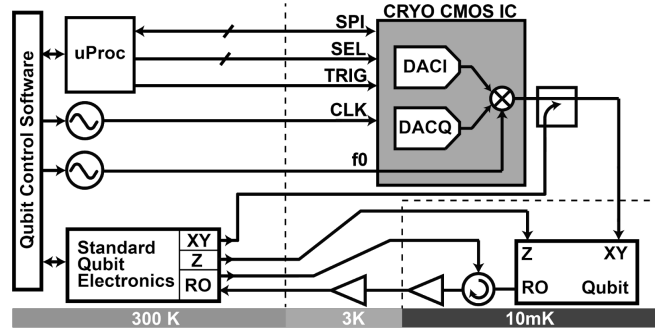 CRYO CMOS IC
SPI
uProc
SEL
TRIG
DACI
CLK
DACQ
f0
Qubit Control Software
Standard
Qubit
Electronics
XY
Z
RO
Z
XY
RO
Qubit
300 K
3K
10mK